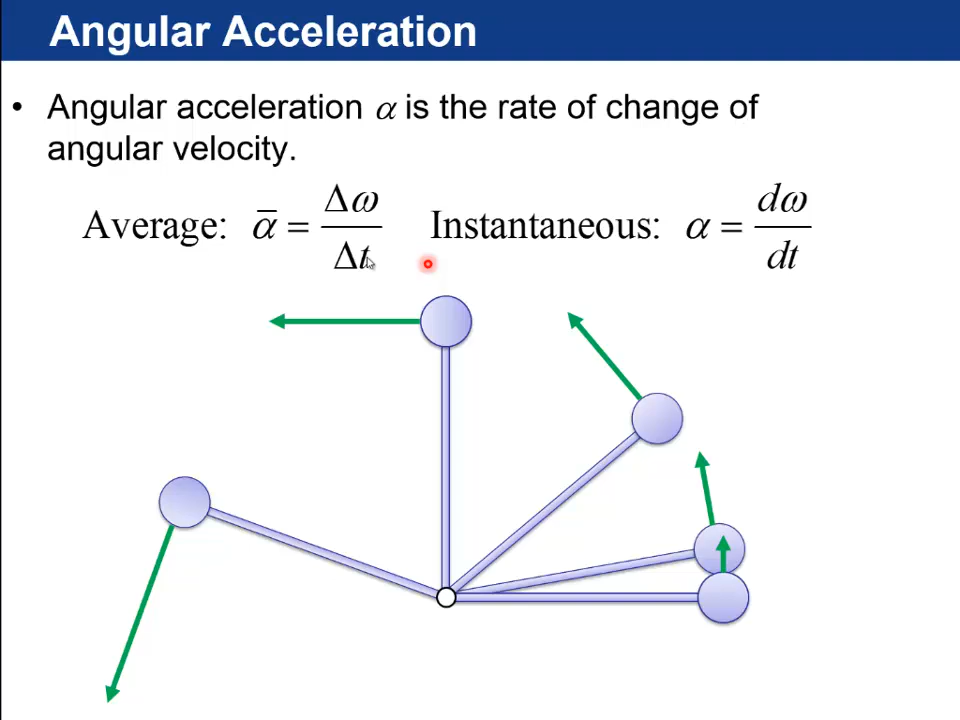 Angular Acceleration
• Angular acceleration α is the rate of change of
angular velocity.
Average: ᾱ = Δω/Δt Instantaneous: α = dω/dt